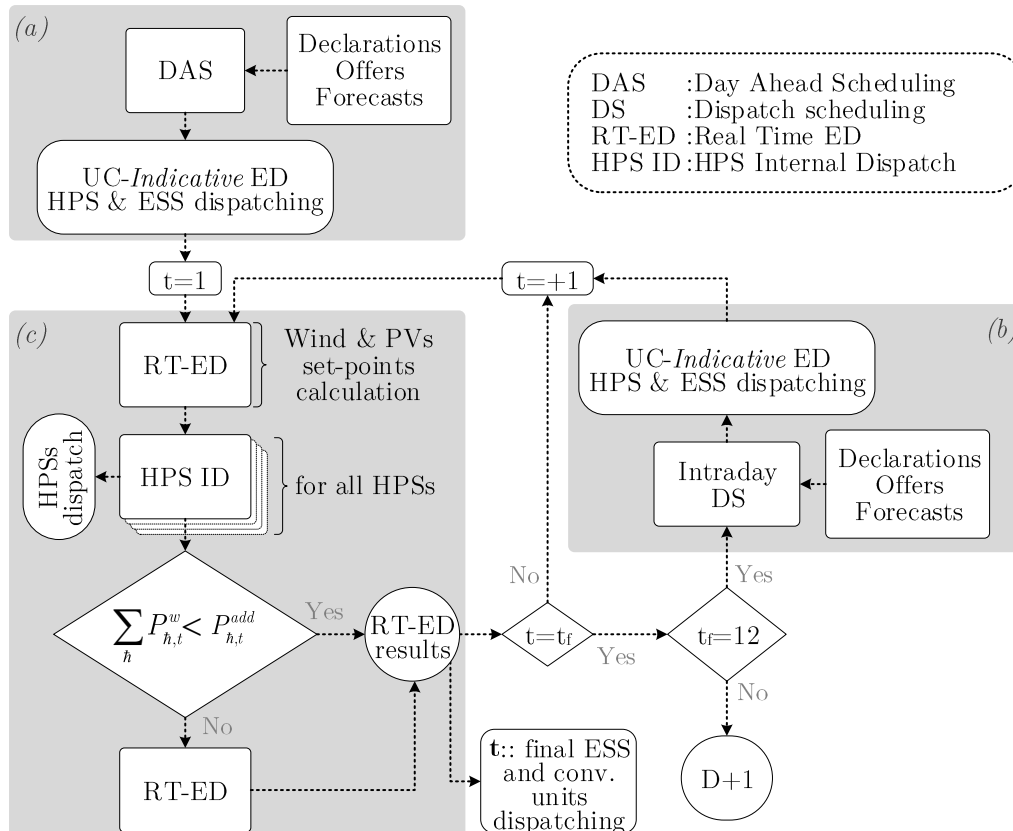 (a)
DAS
Declarations
Offers
Forecasts
UC-Indicative ED
HPS & ESS dispatching
DAS :Day Ahead Scheduling
DS :Dispatch scheduling
RT-ED :Real Time ED
HPS ID :HPS Internal Dispatch
t=1
t=+1
(c)
RT-ED
Wind & PVs
set-points
calculation
HPSs
dispatch
HPS ID
for all HPSs
(b)
UC-Indicative ED
HPS & ESS dispatching
Intraday
DS
Declarations
Offers
Forecasts
∑ℏ P^w_ℏ,t < P^add_ℏ,t
Yes
No
RT-ED
RT-ED
results
t=t_f
No
Yes
t_f=12
Yes
No
t:: final ESS
and conv.
units
dispatching
D+1